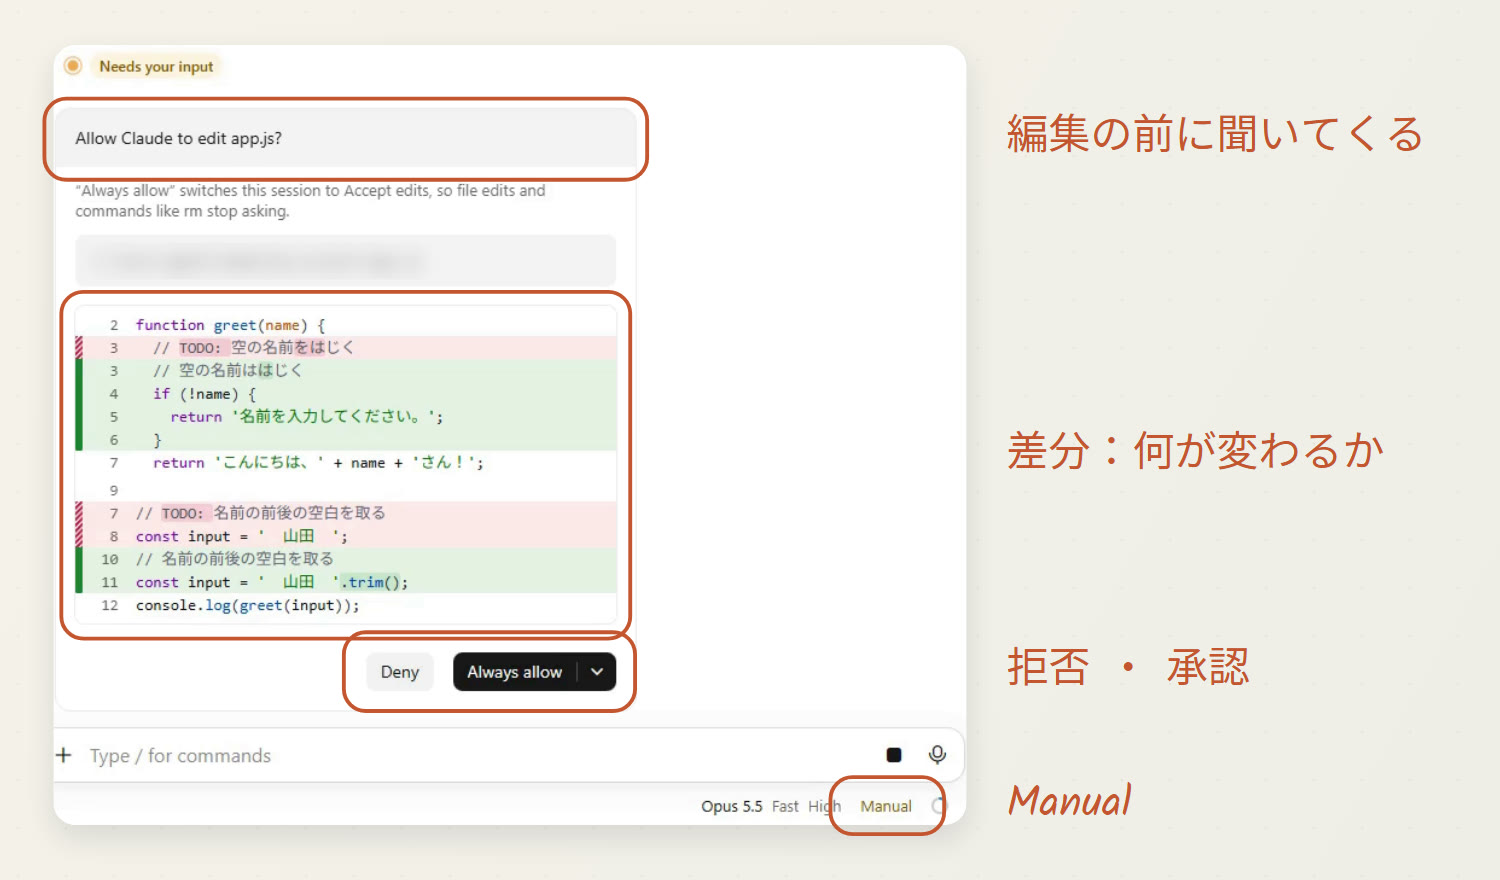 Needs your input
Allow Claude to edit app.js?
編集の前に聞いてくる
"Always allow" switches this session to Accept edits, so file edits and
commands like rm stop asking.
2 function greet(name) {
3 // TODO: 空の名前をはじく
3 // 空の名前ははじく
4 if (!name) {
5 return '名前を入力してください。';
6 }
7 return 'こんにちは、' + name + 'さん！';
9
7 // TODO: 名前の前後の空白を取る
8 const input = '  山田  ';
10 // 名前の前後の空白を取る
11 const input = '  山田  '.trim();
12 console.log(greet(input));
差分：何が変わるか
Deny Always allow
拒否 ・ 承認
Type / for commands
Opus 5.5 Fast High Manual
Manual